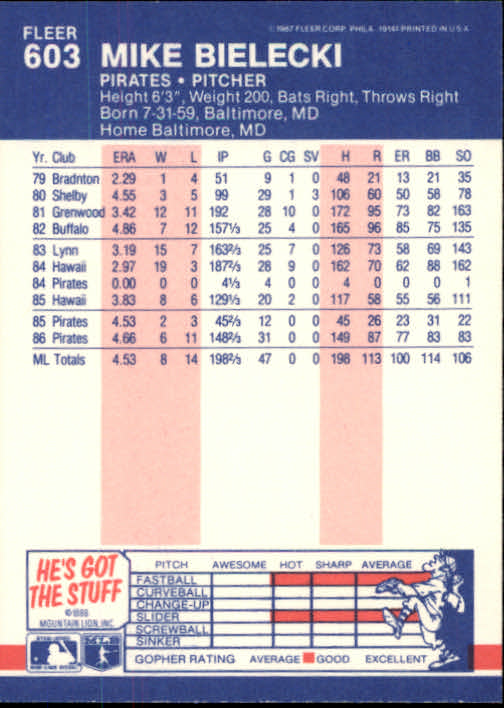 FLEER
603
MIKE BIELECKI
© 1987 FLEER CORP. PHILA. 19141 PRINTED IN U.S.A.
PIRATES • PITCHER
Height 6'3", Weight 200, Bats Right, Throws Right
Born 7-31-59, Baltimore, MD
Home Baltimore, MD
Yr. Club ERA W L IP G CG SV H R ER BB SO
79 Bradnton 2.29 1 4 51 9 1 0 48 21 13 21 35
80 Shelby 4.55 3 5 99 29 1 3 106 60 50 58 78
81 Grenwood 3.42 12 11 192 28 10 0 172 95 73 82 163
82 Buffalo 4.86 7 12 157⅓ 25 4 0 165 96 85 75 135
83 Lynn 3.19 15 7 163⅔ 25 7 0 126 73 58 69 143
84 Hawaii 2.97 19 3 187⅔ 28 9 0 162 70 62 88 162
84 Pirates 0.00 0 0 4⅓ 4 0 0 4 0 0 0 1
85 Hawaii 3.83 8 6 129⅓ 20 2 0 117 58 55 56 111
85 Pirates 4.53 2 3 45⅔ 12 0 0 45 26 23 31 22
86 Pirates 4.66 6 11 148⅔ 31 0 0 149 87 77 83 83
ML Totals 4.53 8 14 198⅔ 47 0 0 198 113 100 114 106
HE'S GOT
THE STUFF
© 1986
MOUNTAIN LION, INC.
PITCH AWESOME HOT SHARP AVERAGE
FASTBALL
CURVEBALL
CHANGE-UP
SLIDER
SCREWBALL
SINKER
GOPHER RATING AVERAGE GOOD EXCELLENT
MLB